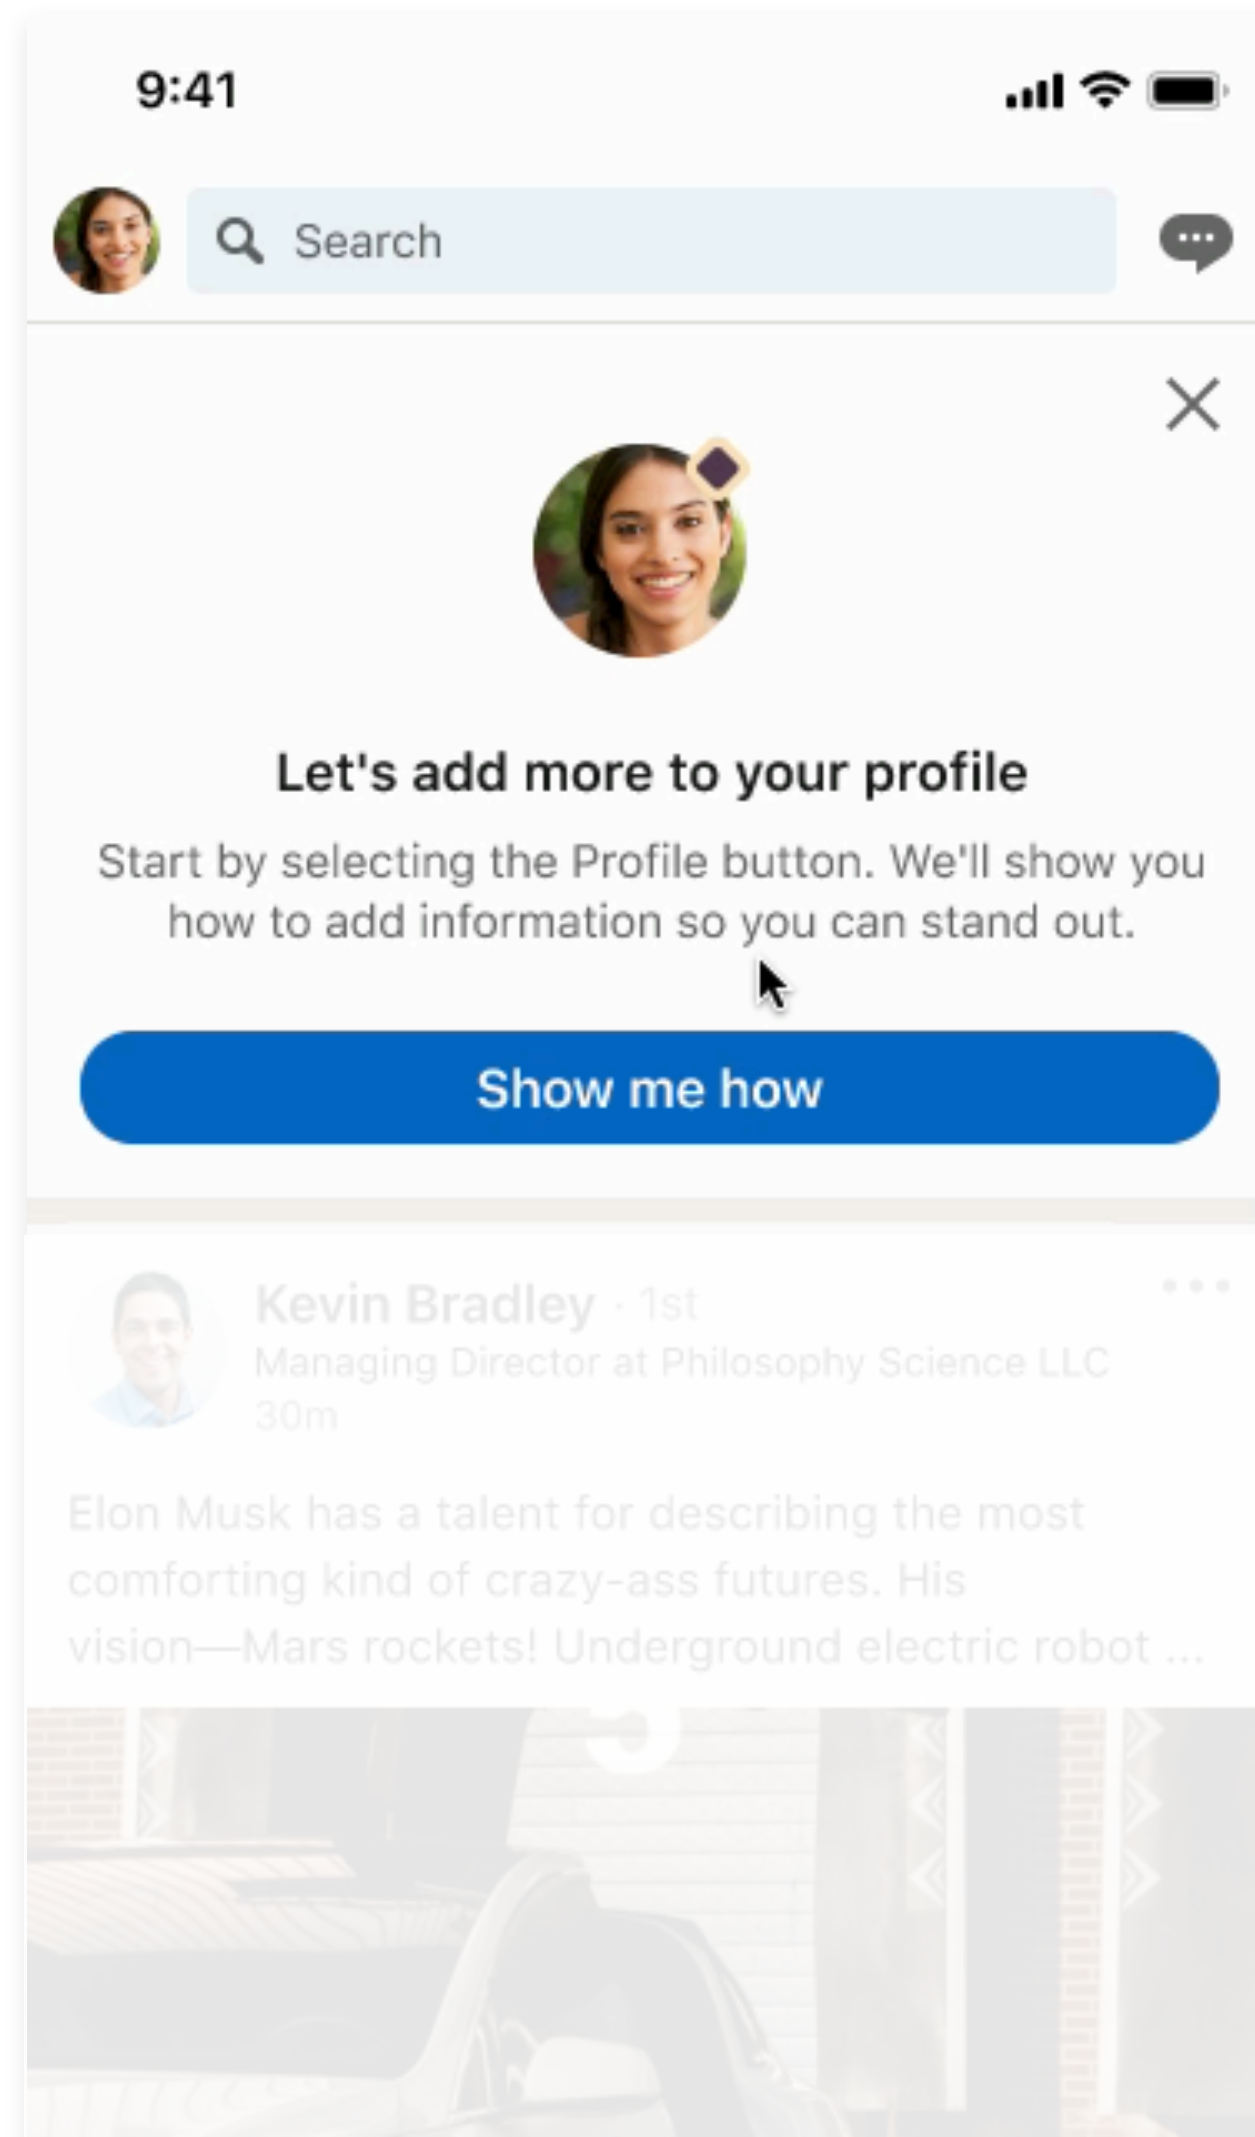 9:41
Search
Let's add more to your profile
Start by selecting the Profile button. We'll show you
how to add information so you can stand out.
Show me how
Kevin Bradley · 1st
Managing Director at Philosophy Science LLC
30m
Elon Musk has a talent for describing the most
comforting kind of crazy-ass futures. His
vision—Mars rockets! Underground electric robot ...
5